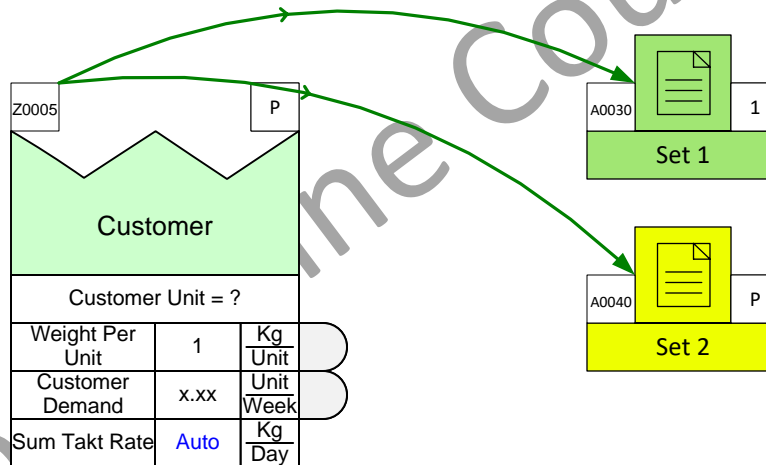 Z0005
P
Customer
Customer Unit = ?
Weight Per
Unit
1
Kg
Unit
Customer
Demand
x.xx
Unit
Week
Sum Takt Rate
Auto
Kg
Day
A0030
1
Set 1
A0040
P
Set 2